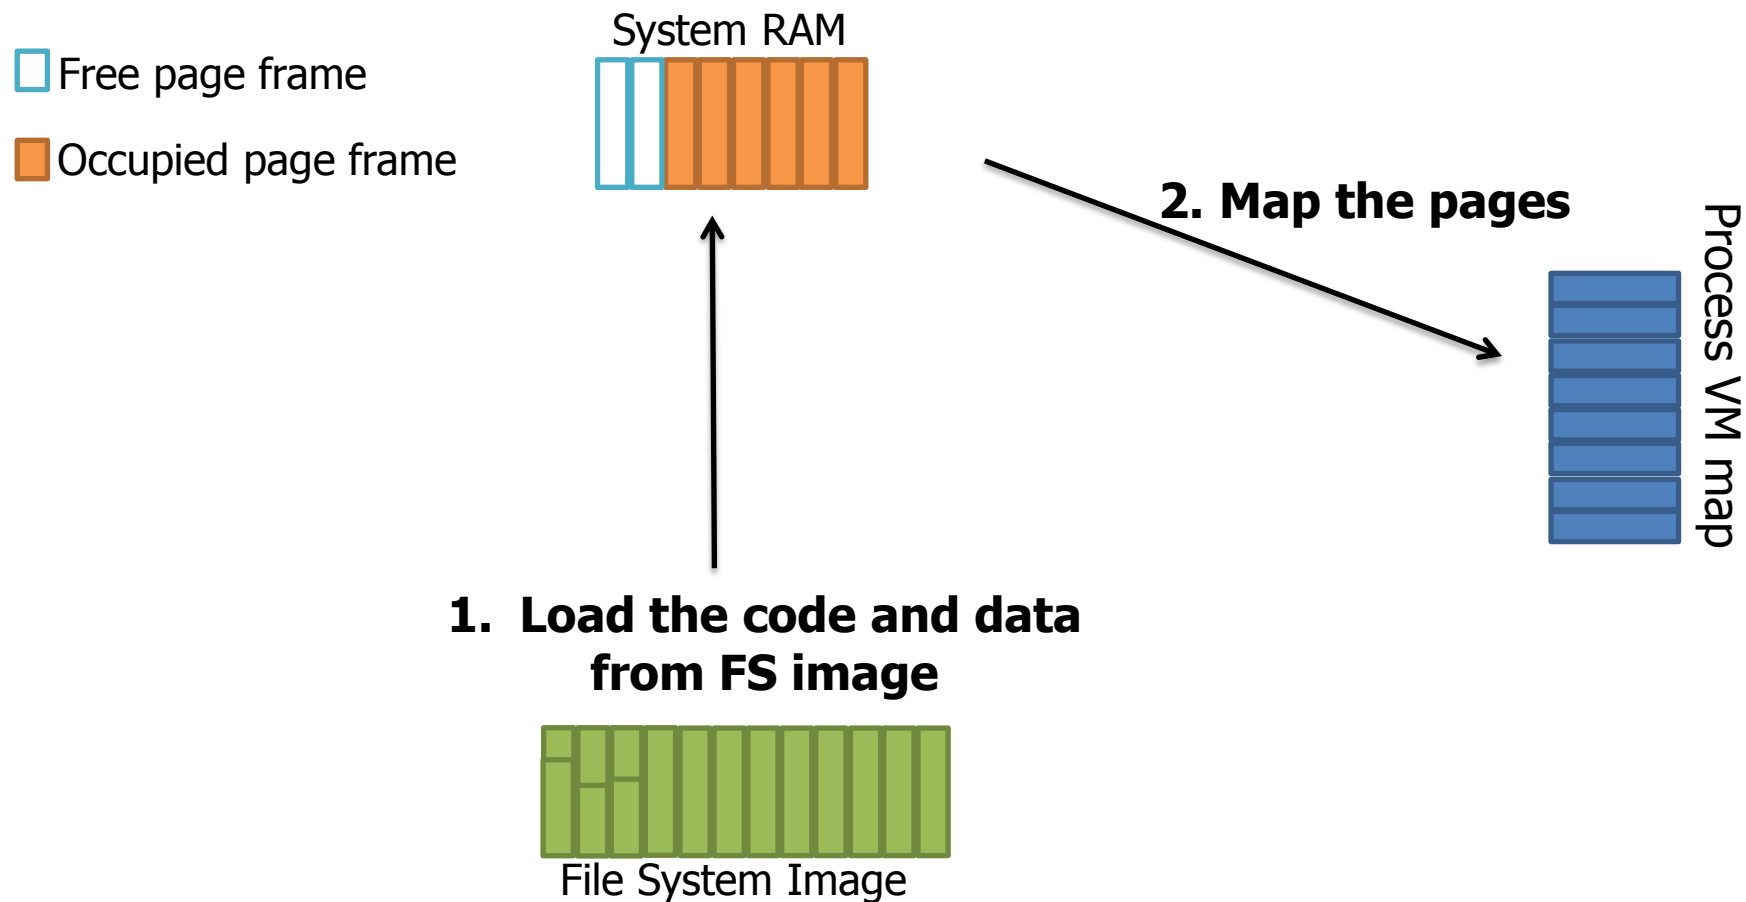 System RAM
Free page frame
Occupied page frame
2. Map the pages
Process VM map
1. Load the code and data
from FS image
File System Image